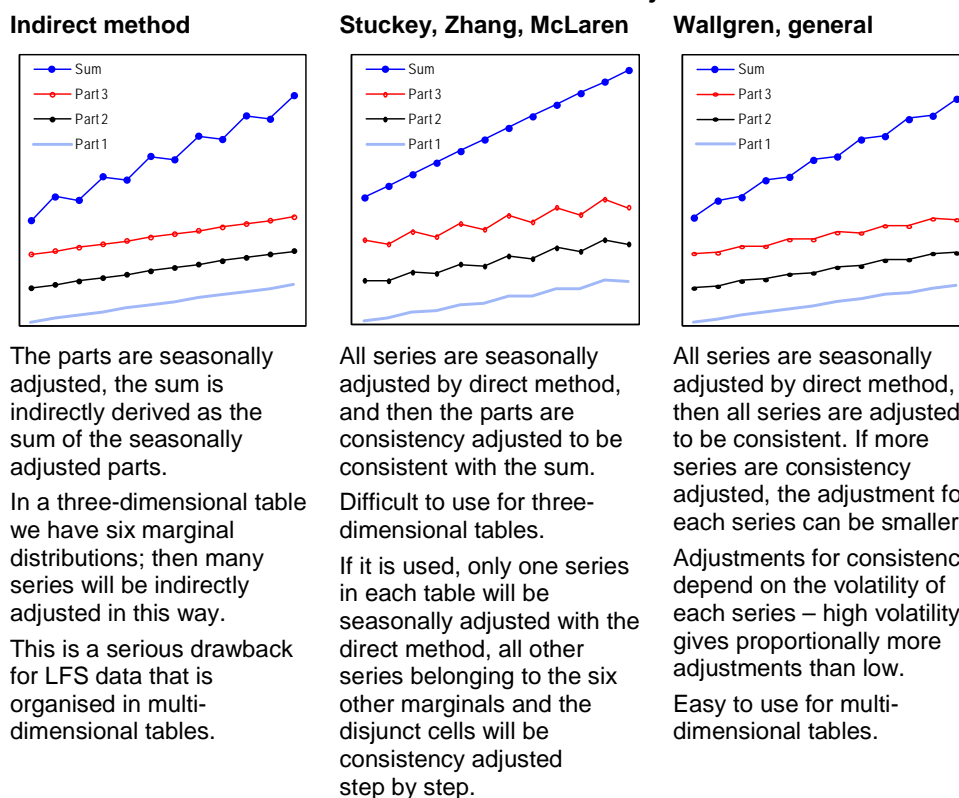 Indirect method
Sum
Part 3
Part 2
Part 1
The parts are seasonally
adjusted, the sum is
indirectly derived as the
sum of the seasonally
adjusted parts.
In a three-dimensional table
we have six marginal
distributions; then many
series will be indirectly
adjusted in this way.
This is a serious drawback
for LFS data that is
organised in multi-
dimensional tables.
Stuckey, Zhang, McLaren
Sum
Part 3
Part 2
Part 1
All series are seasonally
adjusted by direct method,
and then the parts are
consistency adjusted to be
consistent with the sum.
Difficult to use for three-
dimensional tables.
If it is used, only one series
in each table will be
seasonally adjusted with the
direct method, all other
series belonging to the six
other marginals and the
disjunct cells will be
consistency adjusted
step by step.
Wallgren, general
Sum
Part 3
Part 2
Part 1
All series are seasonally
adjusted by direct method,
then all series are adjusted
to be consistent. If more
series are consistency
adjusted, the adjustment fo
each series can be smaller
Adjustments for consistenc
depend on the volatility of
each series – high volatility
gives proportionally more
adjustments than low.
Easy to use for multi-
dimensional tables.